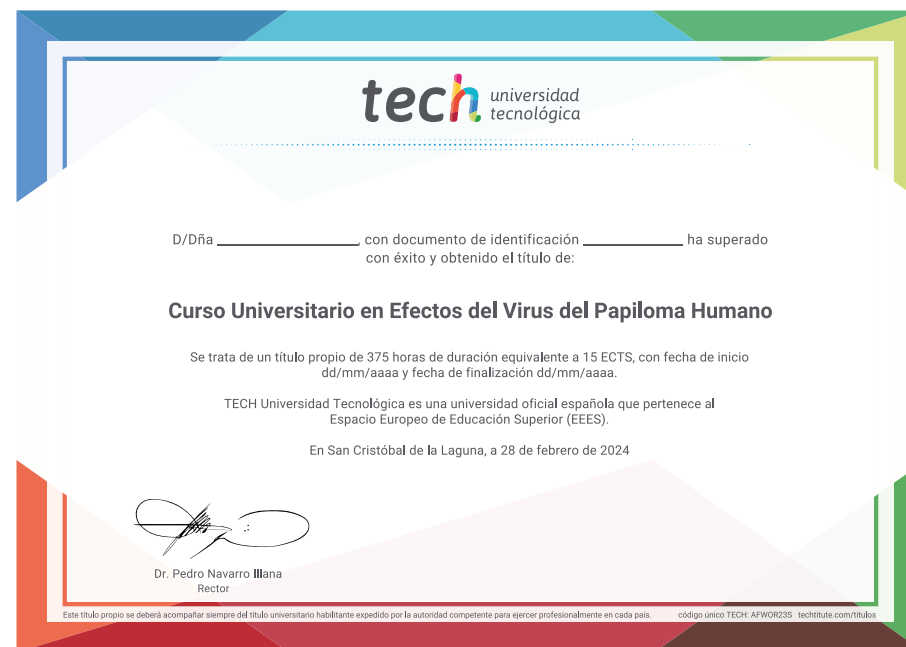 tech universidad
tecnológica
D/Dña ____________________, con documento de identificación ______________ ha superado
con éxito y obtenido el título de:
Curso Universitario en Efectos del Virus del Papiloma Humano
Se trata de un título propio de 375 horas de duración equivalente a 15 ECTS, con fecha de inicio
dd/mm/aaaa y fecha de finalización dd/mm/aaaa.
TECH Universidad Tecnológica es una universidad oficial española que pertenece al
Espacio Europeo de Educación Superior (EEES).
En San Cristóbal de la Laguna, a 28 de febrero de 2024
Dr. Pedro Navarro Illana
Rector
Este título propio se deberá acompañar siempre del título universitario habilitante expedido por la autoridad competente para ejercer profesionalmente en cada país. código único TECH: AFWOR23S techtitute.com/titulos